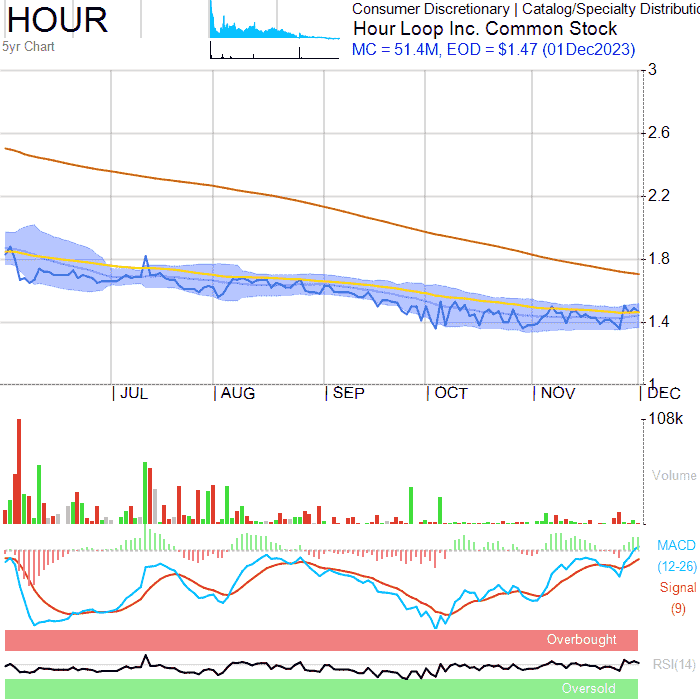 HOUR
5yr Chart
Consumer Discretionary | Catalog/Specialty Distributio
Hour Loop Inc. Common Stock
MC = 51.4M, EOD = $1.47 (01Dec2023)
3
2.6
2.2
1.8
1.4
1
JUL AUG SEP OCT NOV DEC
108k
Volume
MACD
(12-26)
Signal
(9)
Overbought
RSI(14)
Oversold